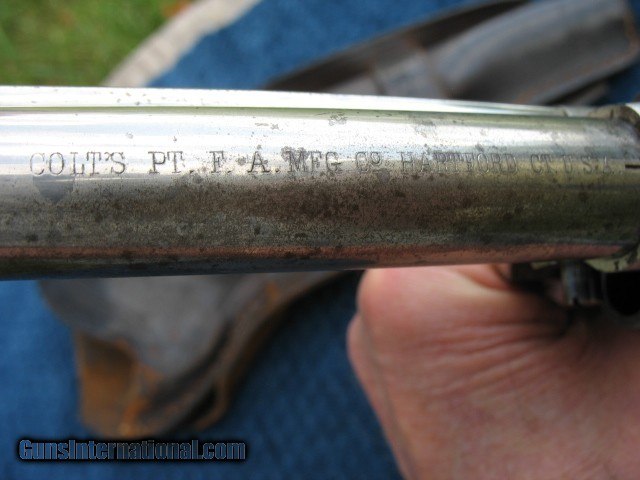 COLT'S PT. F. A. MFG Co. HARTFORD CT. U.S.A.
GunsInternational.com